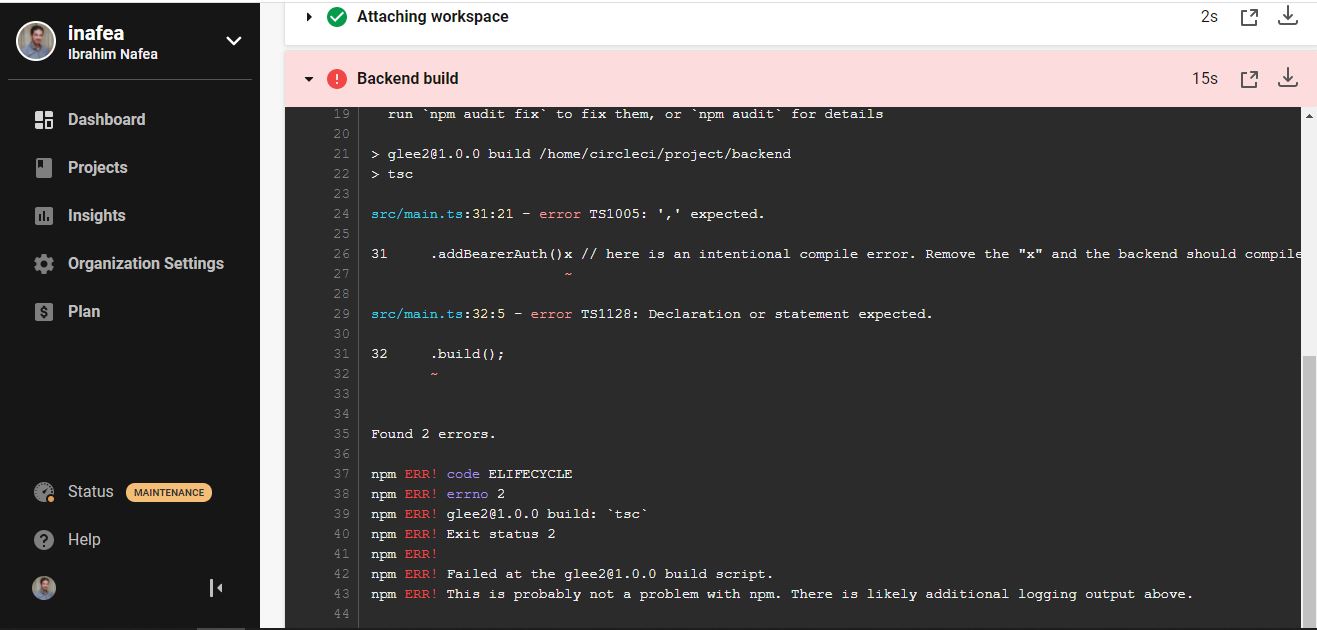 inafea
Ibrahim Nafea
Dashboard
Projects
Insights
Organization Settings
Plan
Status MAINTENANCE
Help
Attaching workspace 2s
Backend build 15s
19 run `npm audit fix` to fix them, or `npm audit` for details
20
21 > glee2@1.0.0 build /home/circleci/project/backend
22 > tsc
23
24 src/main.ts:31:21 - error TS1005: ',' expected.
25
26 31 .addBearerAuth()x // here is an intentional compile error. Remove the "x" and the backend should compile
27 ~
28
29 src/main.ts:32:5 - error TS1128: Declaration or statement expected.
30
31 32 .build();
32 ~
33
34
35 Found 2 errors.
36
37 npm ERR! code ELIFECYCLE
38 npm ERR! errno 2
39 npm ERR! glee2@1.0.0 build: `tsc`
40 npm ERR! Exit status 2
41 npm ERR!
42 npm ERR! Failed at the glee2@1.0.0 build script.
43 npm ERR! This is probably not a problem with npm. There is likely additional logging output above.
44